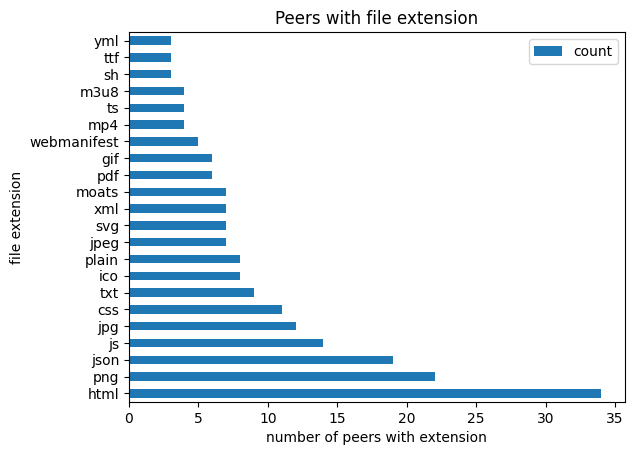 Peers with file extension
count
file extension
yml
ttf
sh
m3u8
ts
mp4
webmanifest
gif
pdf
moats
xml
svg
jpeg
plain
ico
txt
css
jpg
js
json
png
html
0 5 10 15 20 25 30 35
number of peers with extension